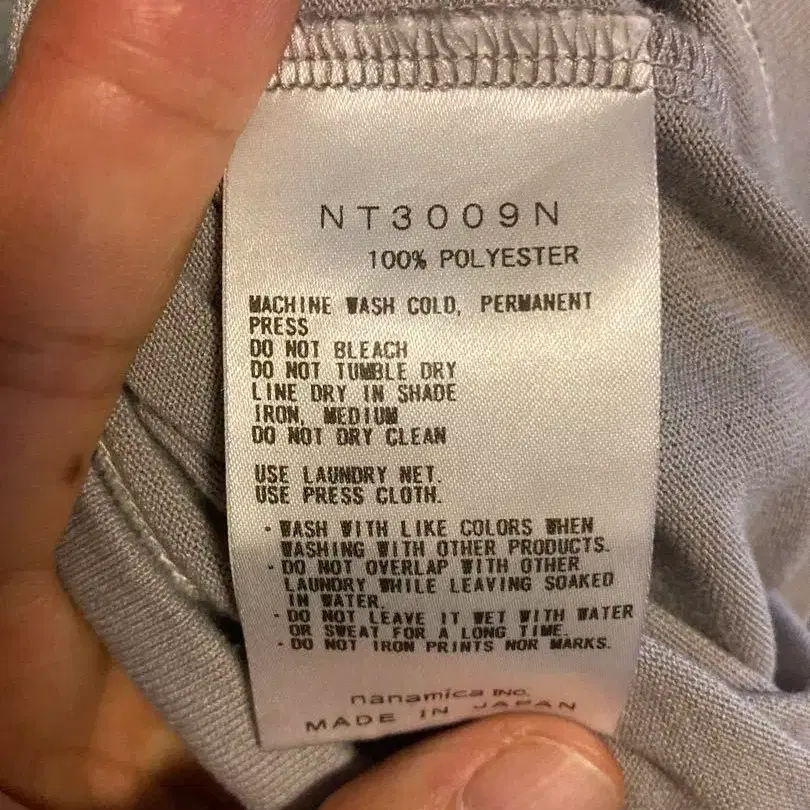 NT3009N
100% POLYESTER
MACHINE WASH COLD, PERMANENT
PRESS
DO NOT BLEACH
DO NOT TUMBLE DRY
LINE DRY IN SHADE
IRON, MEDIUM
DO NOT DRY CLEAN
USE LAUNDRY NET.
USE PRESS CLOTH.
・WASH WITH LIKE COLORS WHEN
WASHING WITH OTHER PRODUCTS.
・DO NOT OVERLAP WITH OTHER
LAUNDRY WHILE LEAVING SOAKED
IN WATER.
・DO NOT LEAVE IT WET WITH WATER
OR SWEAT FOR A LONG TIME.
・DO NOT IRON PRINTS NOR MARKS.
nanamica INC.
MADE IN JAPAN